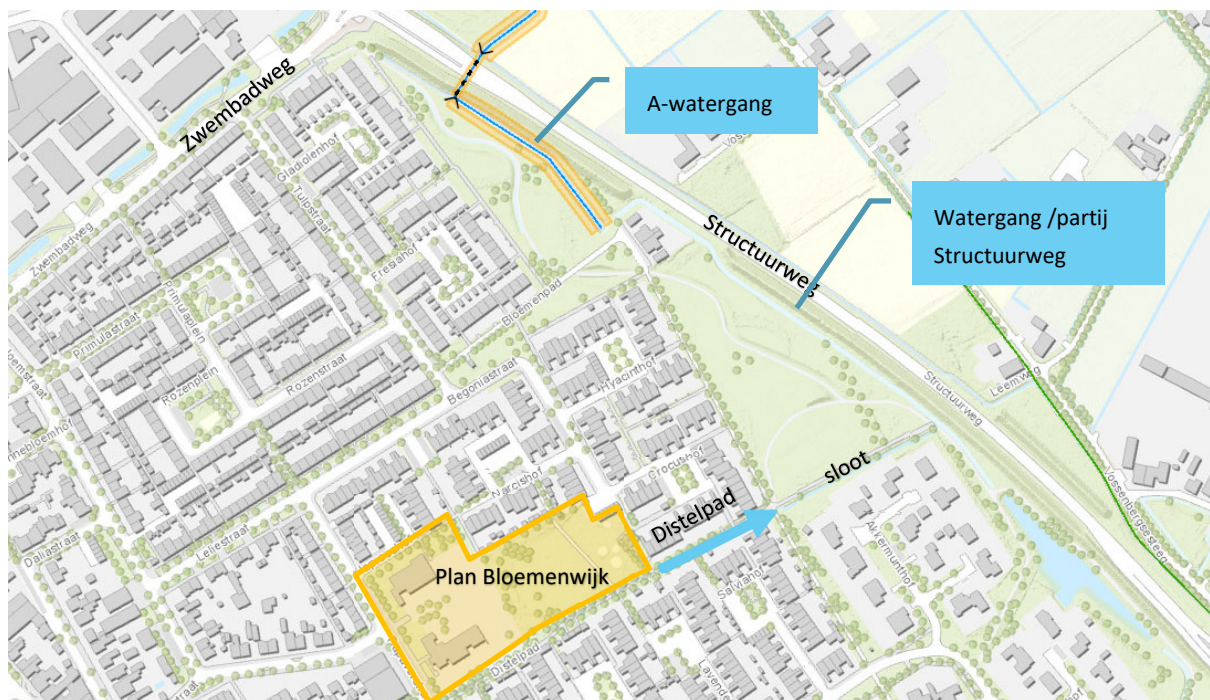 Zwembadweg
A-watergang
Gladiolenhof
Tulpstraat
Watergang /partij
Structuurweg
Structuurweg
Zwembadweg
Fresiahof
Primulaplein
Bloemenpad
Primulastraat
Rozenplein
Rozenstraat
Begoniastraat
Hyacinthof
Structuurweg
Leemweg
Narcishof
Crocushof
sloot
Vossenbergsesteeg
Daliastraat
Leliestraat
Distelpad
Akkermunthof
Plan Bloemenwijk
Salviahof
Distelpad